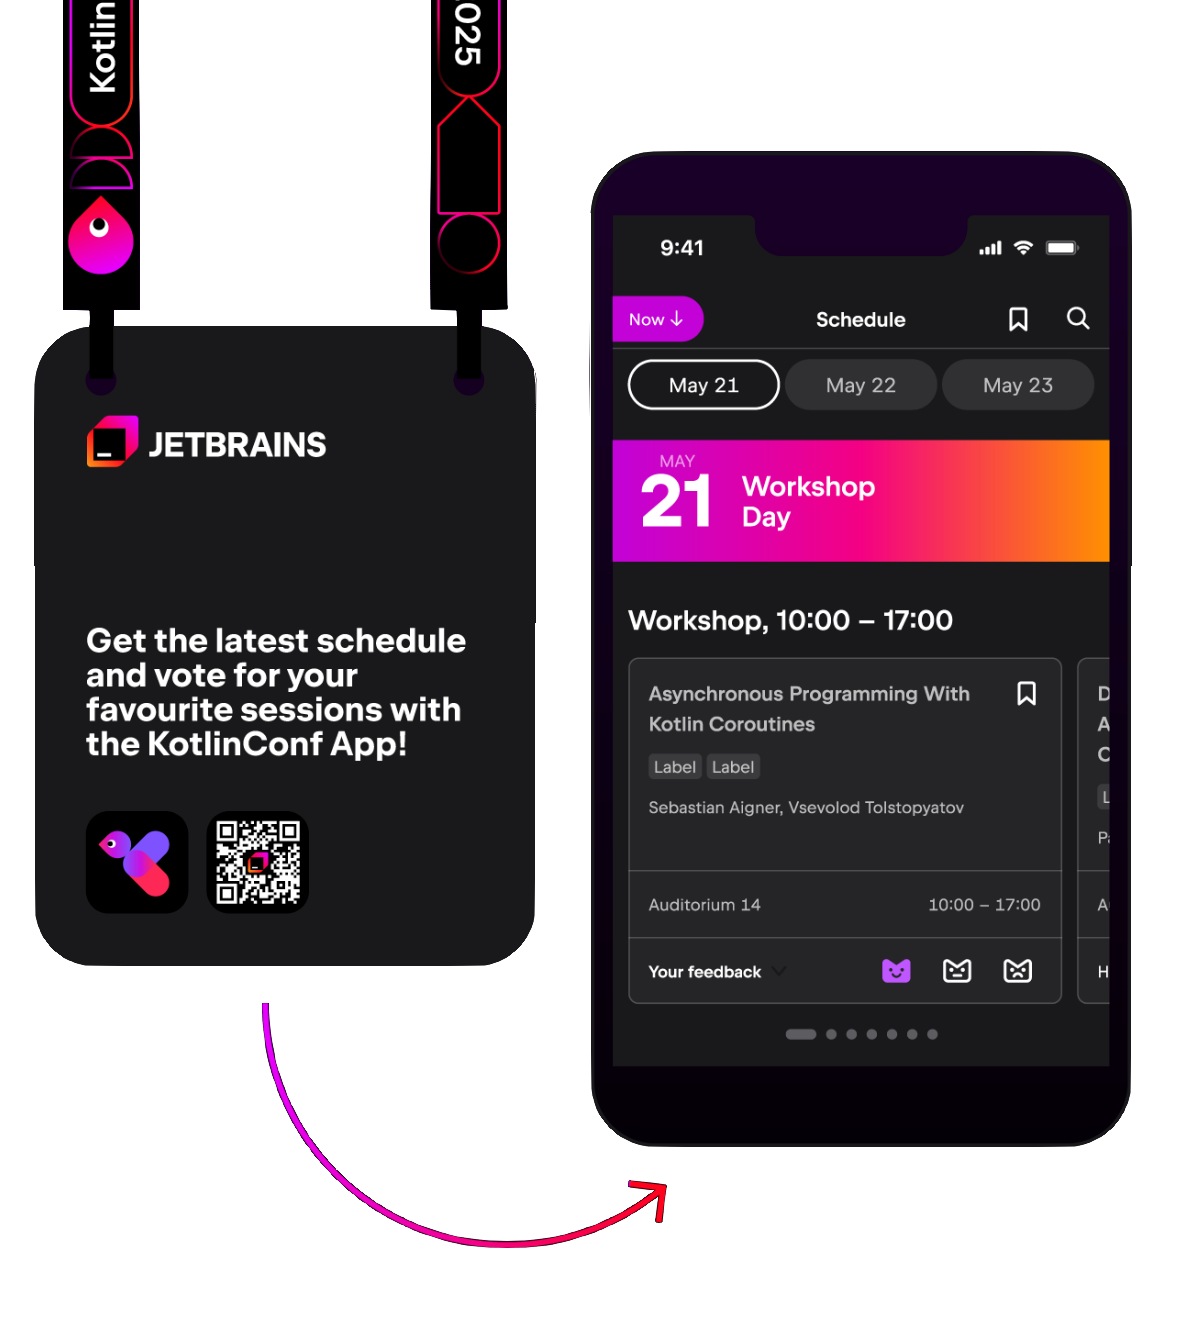 Kotlin
2025
JETBRAINS
Get the latest schedule
and vote for your
favourite sessions with
the KotlinConf App!
9:41
Now ↓
Schedule
May 21
May 22
May 23
MAY
21
Workshop
Day
Workshop, 10:00 – 17:00
Asynchronous Programming With
Kotlin Coroutines
Label Label
Sebastian Aigner, Vsevolod Tolstopyatov
Auditorium 14
10:00 – 17:00
Your feedback
D
A
C
L
Pa
A
H